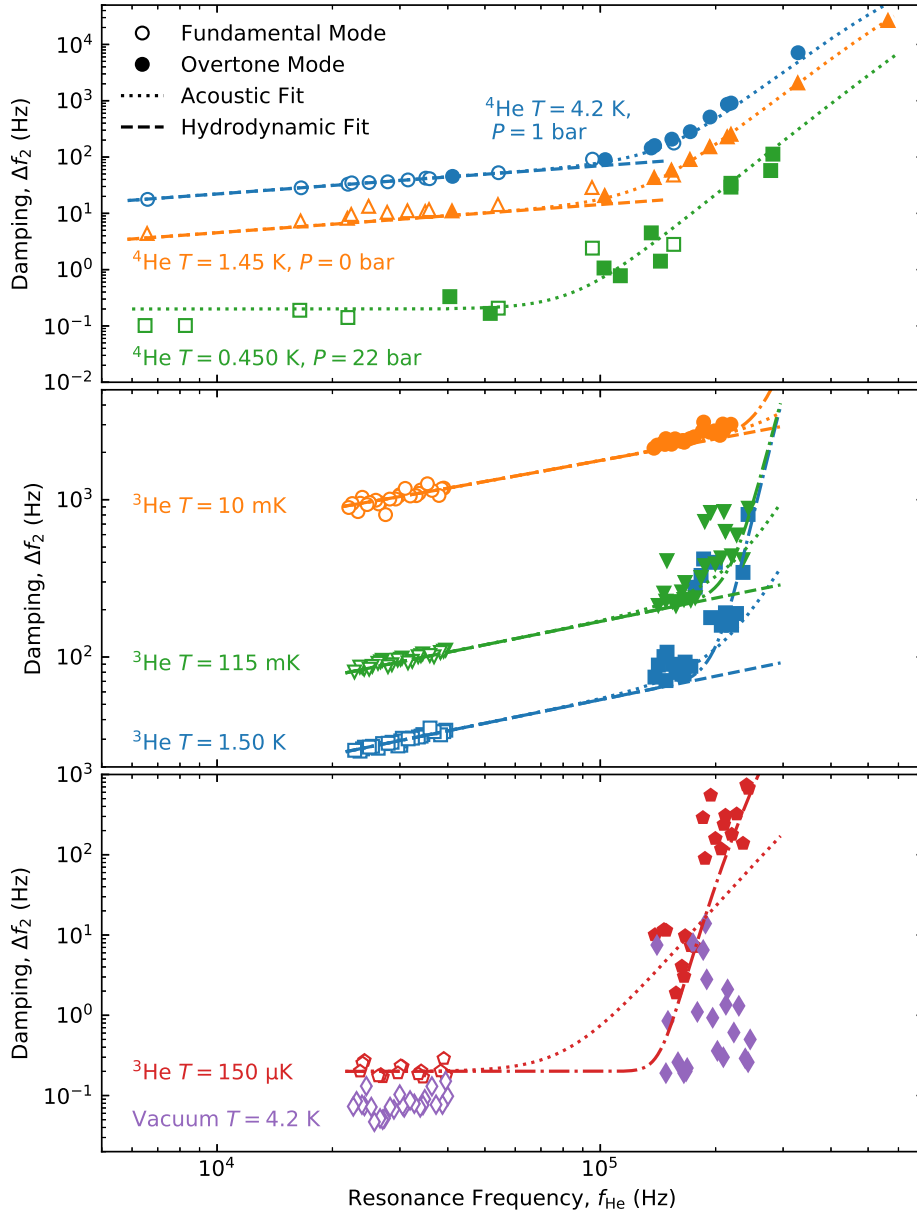 Fundamental Mode
Overtone Mode
Acoustic Fit
Hydrodynamic Fit
⁴He T = 4.2 K,
P = 1 bar
⁴He T = 1.45 K, P = 0 bar
⁴He T = 0.450 K, P = 22 bar
Damping, Δf₂ (Hz)
10⁴
10³
10²
10¹
10⁰
10⁻¹
10⁻²
³He T = 10 mK
³He T = 115 mK
³He T = 1.50 K
Damping, Δf₂ (Hz)
10³
10²
10³
³He T = 150 μK
Vacuum T = 4.2 K
Damping, Δf₂ (Hz)
10³
10²
10¹
10⁰
10⁻¹
10⁴
10⁵
Resonance Frequency, f_He (Hz)